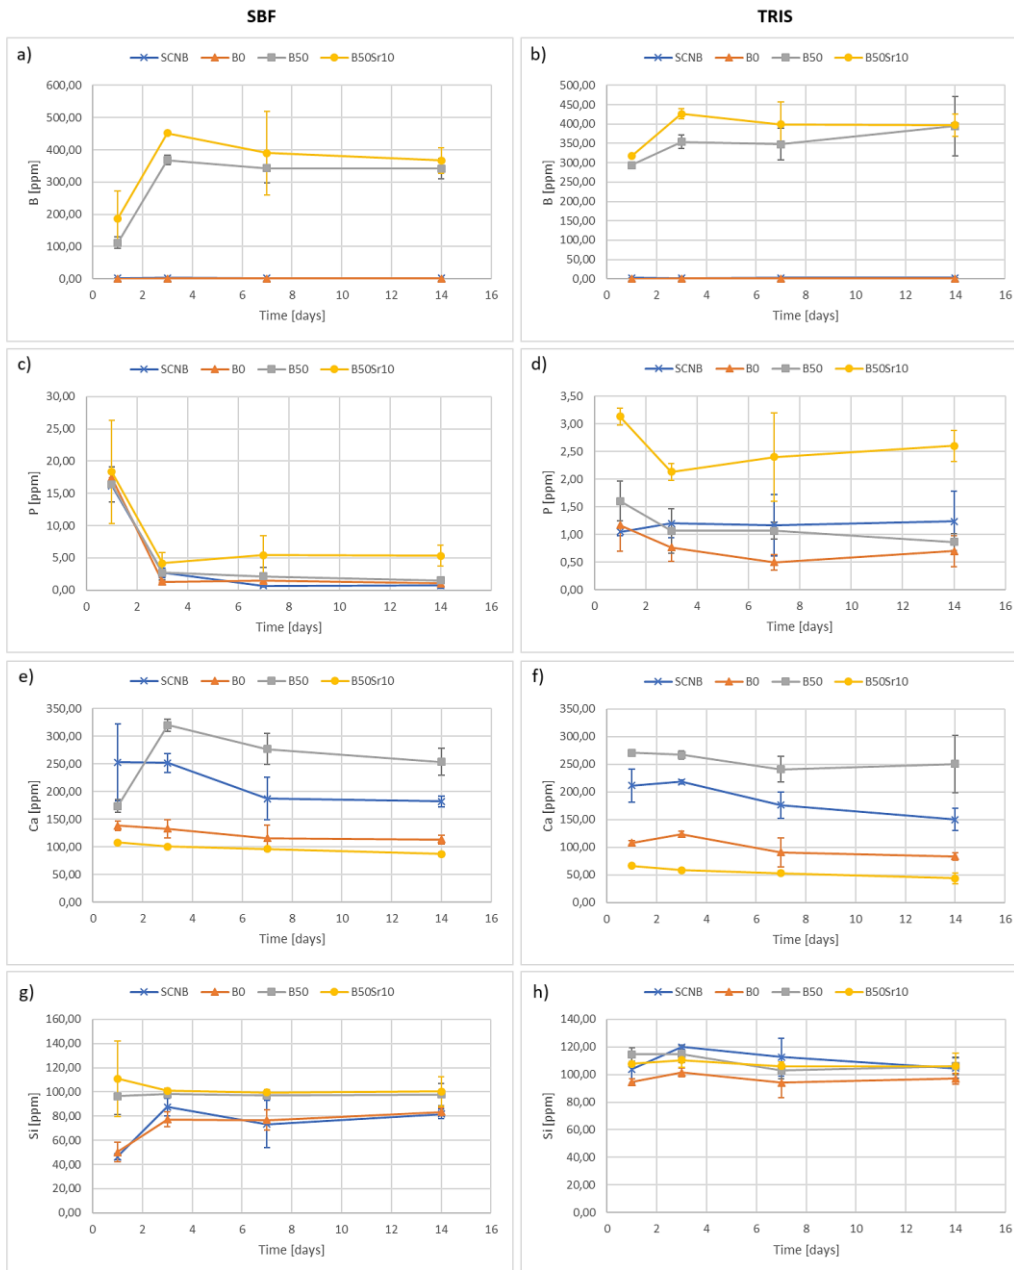 SBF TRIS
a) SCNB B0 B50 B50Sr10
600,00
500,00
400,00
300,00
200,00
100,00
0,00
B [ppm]
0 2 4 6 8 10 12 14 16
Time [days]
b) SCNB B0 B50 B50Sr10
500,00
450,00
400,00
350,00
300,00
250,00
200,00
150,00
100,00
50,00
0,00
B [ppm]
0 2 4 6 8 10 12 14 16
Time [days]
c) SCNB B0 B50 B50Sr10
30,00
25,00
20,00
15,00
10,00
5,00
0,00
P [ppm]
0 2 4 6 8 10 12 14 16
Time [days]
d) SCNB B0 B50 B50Sr10
3,50
3,00
2,50
2,00
1,50
1,00
0,50
0,00
P [ppm]
0 2 4 6 8 10 12 14 16
Time [days]
e) SCNB B0 B50 B50Sr10
350,00
300,00
250,00
200,00
150,00
100,00
50,00
0,00
Ca [ppm]
0 2 4 6 8 10 12 14 16
Time [days]
f) SCNB B0 B50 B50Sr10
350,00
300,00
250,00
200,00
150,00
100,00
50,00
0,00
Ca [ppm]
0 2 4 6 8 10 12 14 16
Time [days]
g) SCNB B0 B50 B50Sr10
160,00
140,00
120,00
100,00
80,00
60,00
40,00
20,00
0,00
Si [ppm]
0 2 4 6 8 10 12 14 16
Time [days]
h) SCNB B0 B50 B50Sr10
140,00
120,00
100,00
80,00
60,00
40,00
20,00
0,00
Si [ppm]
0 2 4 6 8 10 12 14 16
Time [days]